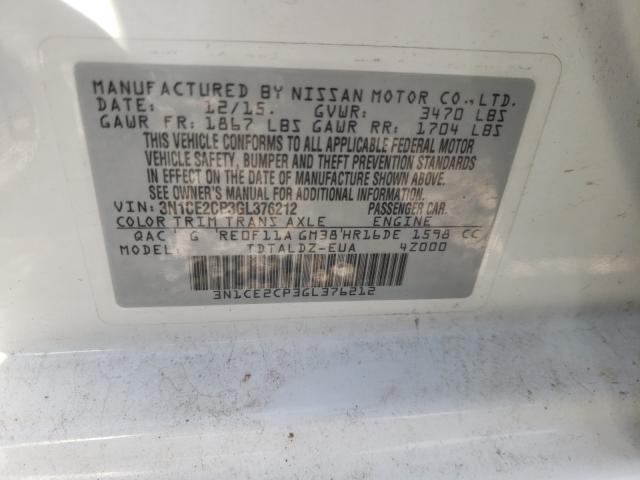 MANUFACTURED BY NISSAN MOTOR CO.,LTD.
DATE: 12/15. GVWR: 3470 LBS
GAWR FR: 1867 LBS GAWR RR: 1704 LBS
THIS VEHICLE CONFORMS TO ALL APPLICABLE FEDERAL MOTOR
VEHICLE SAFETY, BUMPER AND THEFT PREVENTION STANDARDS
IN EFFECT ON THE DATE OF MANUFACTURE SHOWN ABOVE.
SEE OWNER'S MANUAL FOR ADDITIONAL INFORMATION.
VIN: 3N1CE2CP3GL376212 PASSENGER CAR.
COLOR TRIM TRANS AXLE ENGINE
QAC G RE0F11A GM38 HR16DE 1598 CC
MODEL: TDTALDZ-EUA 4Z000
3N1CE2CP3GL376212